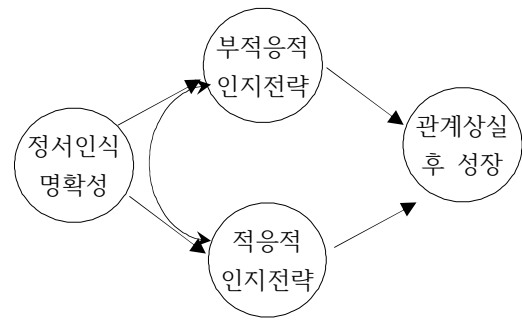 부적응적
인지전략
정서인식
명확성
관계상실
후 성장
적응적
인지전략